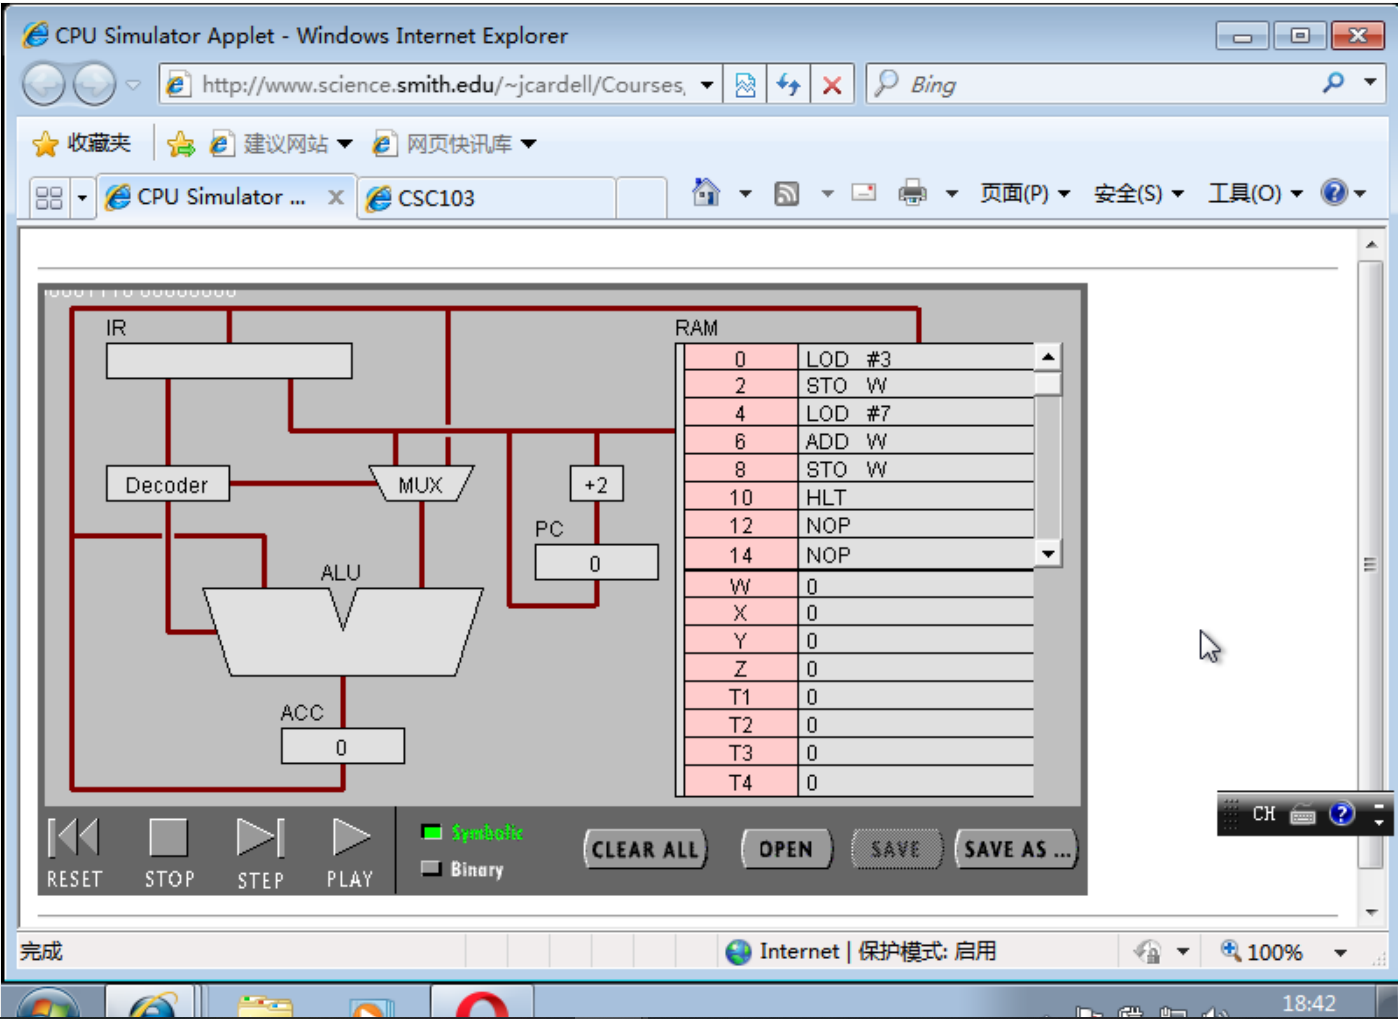 CPU Simulator Applet - Windows Internet Explorer
http://www.science.smith.edu/~jcardell/Courses, Bing
收藏夹 建议网站 网页快讯库
CPU Simulator ... x CSC103 页面(P) 安全(S) 工具(O)
00001110 00000000
IR
Decoder
MUX
+2
PC
0
ALU
ACC
0
RAM
0 LOD #3
2 STO W
4 LOD #7
6 ADD W
8 STO W
10 HLT
12 NOP
14 NOP
W 0
X 0
Y 0
Z 0
T1 0
T2 0
T3 0
T4 0
RESET STOP STEP PLAY
Symbolic
Binary
CLEAR ALL OPEN SAVE SAVE AS ...
CH
完成 Internet | 保护模式: 启用 100%
18:42